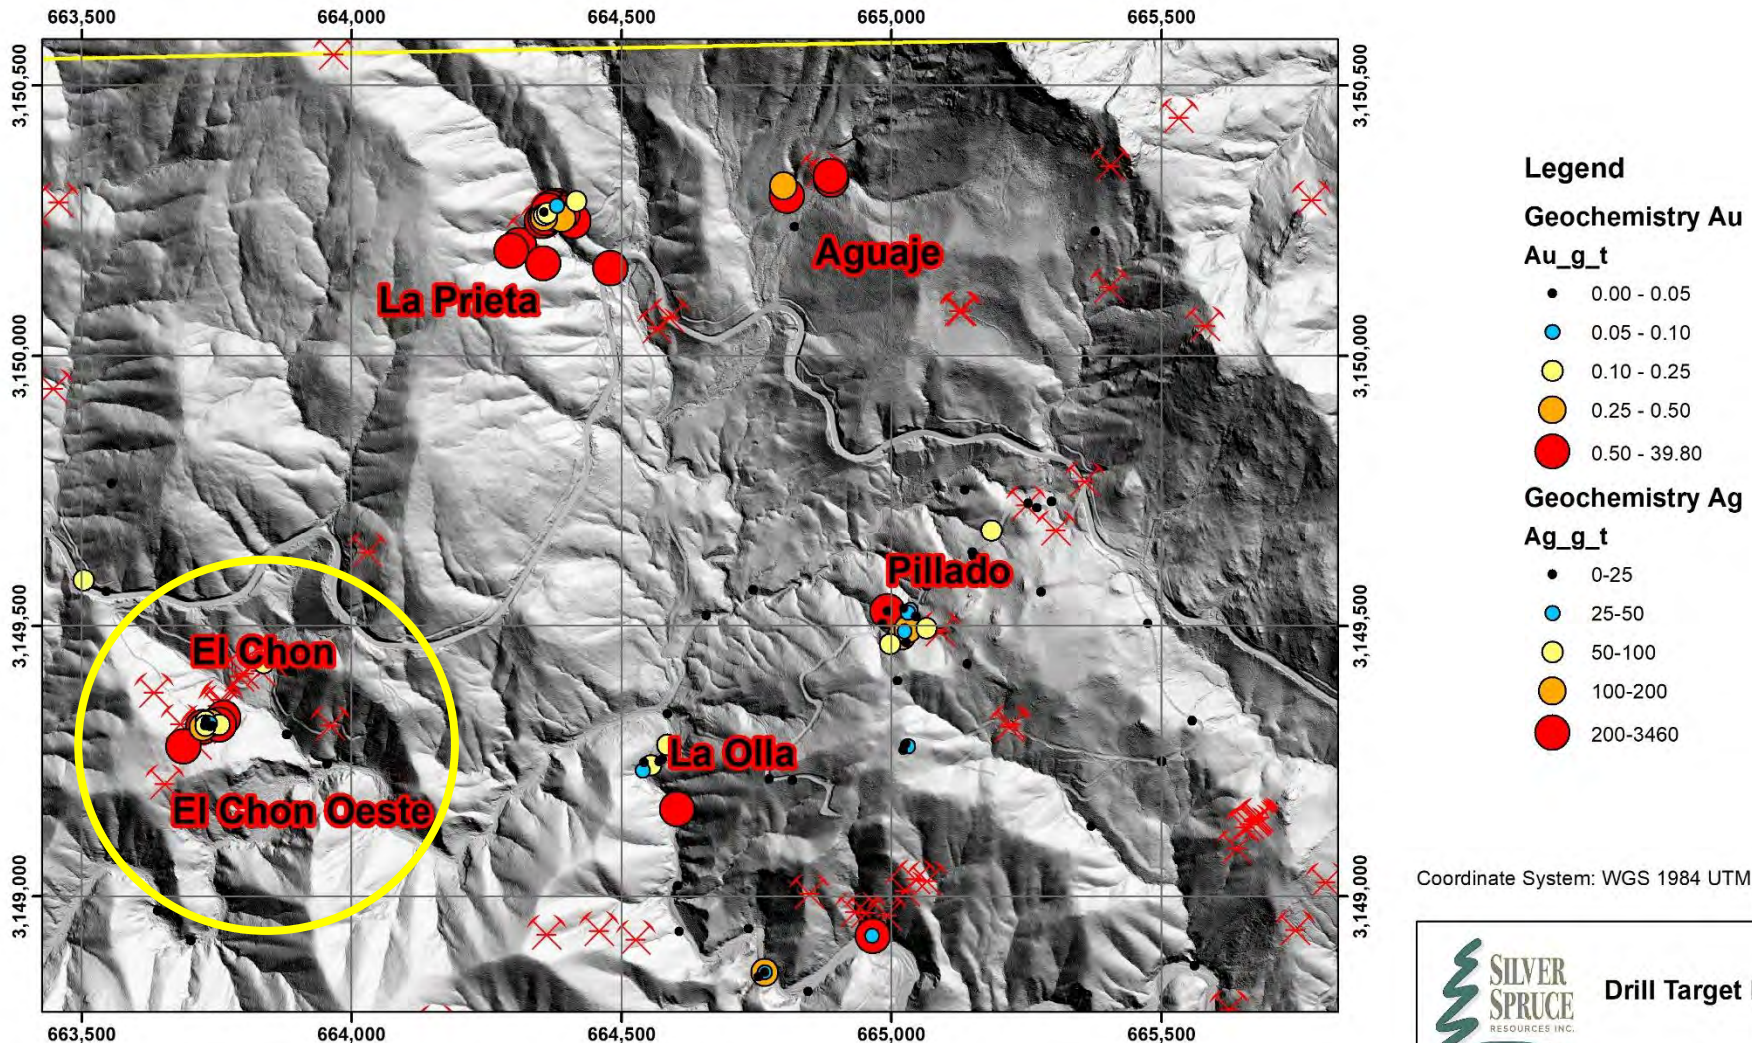 663,500
664,000
664,500
665,000
665,500
3,150,500
3,150,500
La Prieta
Aguaje
3,150,000
3,150,000
Pillado
3,149,500
3,149,500
El Chon
La Olla
El Chon Oeste
3,149,000
3,149,000
663,500
664,000
664,500
665,000
665,500
Legend
Geochemistry Au
Au_g_t
0.00 - 0.05
0.05 - 0.10
0.10 - 0.25
0.25 - 0.50
0.50 - 39.80
Geochemistry Ag
Ag_g_t
0-25
25-50
50-100
100-200
200-3460
Coordinate System: WGS 1984 UTM
SILVER
SPRUCE
RESOURCES INC.
Drill Target